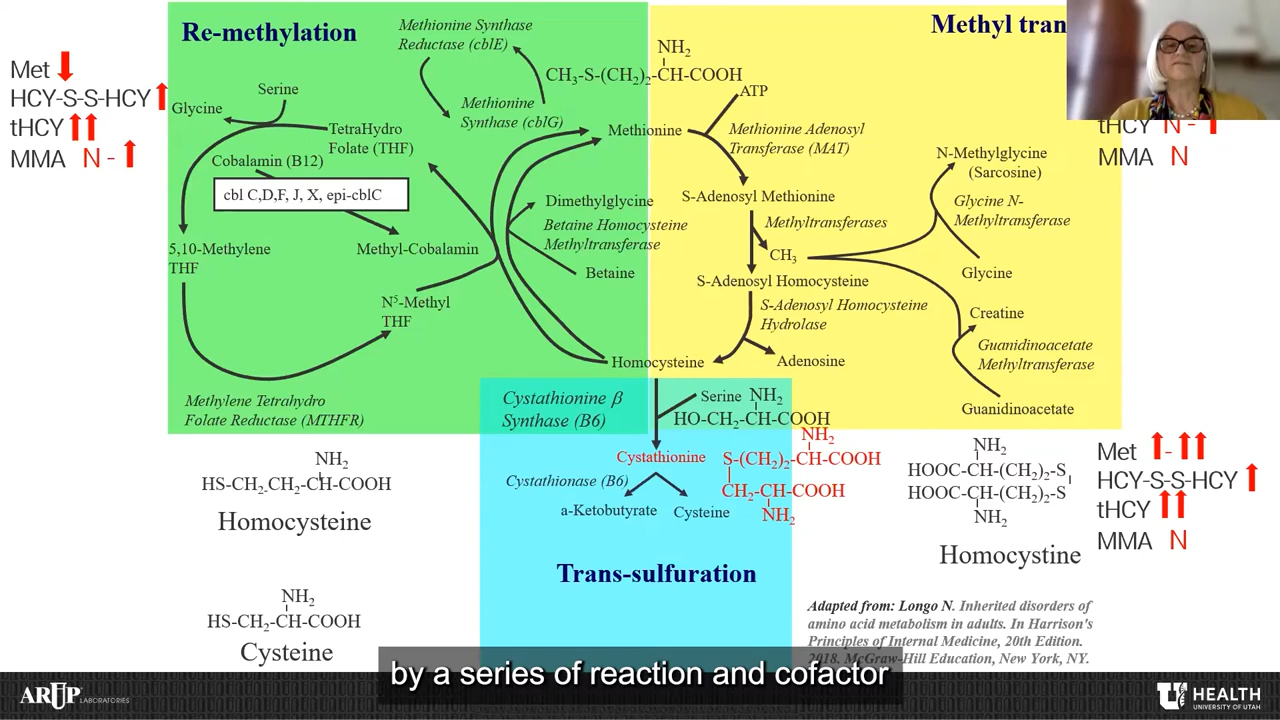 Re-methylation
Methyl tran
Met
HCY-S-S-HCY
tHCY
MMA N -
Methionine Synthase
Reductase (cblE)
Methionine
Synthase (cblG)
Serine
Glycine
TetraHydro
Folate (THF)
Cobalamin (B12)
cbl C,D,F, J, X, epi-cblC
5,10-Methylene
THF
Methyl-Cobalamin
N5-Methyl
THF
Methylene Tetrahydro
Folate Reductase (MTHFR)
Dimethylglycine
Betaine Homocysteine
Methyltransferase
Betaine
NH2
CH3-S-(CH2)2-CH-COOH
ATP
Methionine
Methionine Adenosyl
Transferase (MAT)
S-Adenosyl Methionine
Methyltransferases
CH3
S-Adenosyl Homocysteine
S-Adenosyl Homocysteine
Hydrolase
Homocysteine
Adenosine
N-Methylglycine
(Sarcosine)
Glycine N-
Methyltransferase
Glycine
Creatine
Guanidinoacetate
Methyltransferase
Guanidinoacetate
tHCY N -
MMA N
Cystathionine β
Synthase (B6)
Serine
NH2
HO-CH2-CH-COOH
Cystathionine
NH2
S-(CH2)2-CH-COOH
CH2-CH-COOH
NH2
Cystathionase (B6)
a-Ketobutyrate
Cysteine
Trans-sulfuration
NH2
HS-CH2CH2-CH-COOH
Homocysteine
NH2
HS-CH2-CH-COOH
Cysteine
NH2
HOOC-CH-(CH2)2-S
HOOC-CH-(CH2)2-S
NH2
Homocystine
Met -
HCY-S-S-HCY
tHCY
MMA N
Adapted from: Longo N. Inherited disorders of
amino acid metabolism in adults. In Harrison's
Principles of Internal Medicine, 20th Edition.
2018. McGraw-Hill Education, New York, NY.
by a series of reaction and cofactor
ARUP LABORATORIES
U HEALTH
UNIVERSITY OF UTAH